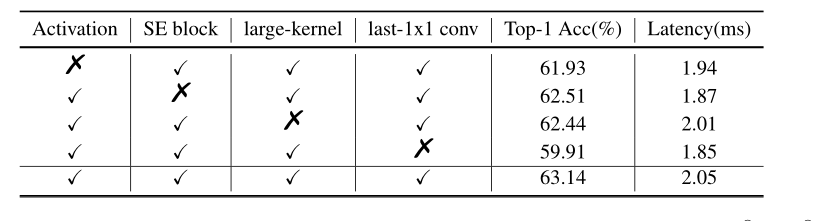 Activation SE block large-kernel last-1x1 conv Top-1 Acc(%) Latency(ms)
✗ ✓ ✓ ✓ 61.93 1.94
✓ ✗ ✓ ✓ 62.51 1.87
✓ ✓ ✗ ✓ 62.44 2.01
✓ ✓ ✓ ✗ 59.91 1.85
✓ ✓ ✓ ✓ 63.14 2.05